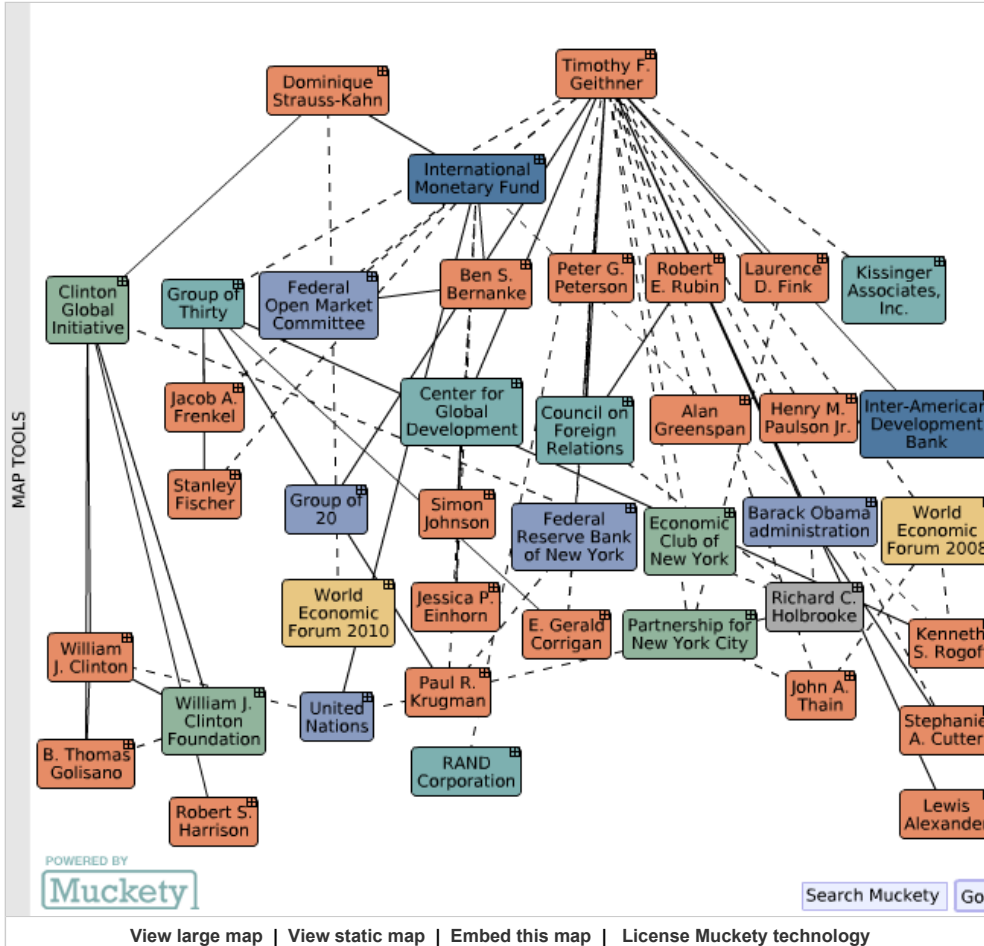 Timothy F.
Geithner
Dominique
Strauss-Kahn
International
Monetary Fund
Clinton
Global
Initiative
Group of
Thirty
Federal
Open Market
Committee
Ben S.
Bernanke
Peter G.
Peterson
Robert
E. Rubin
Laurence
D. Fink
Kissinger
Associates,
Inc.
Jacob A.
Frenkel
Center for
Global
Development
Council on
Foreign
Relations
Alan
Greenspan
Henry M.
Paulson Jr.
Inter-American
Development
Bank
MAP TOOLS
Stanley
Fischer
Group of
20
Simon
Johnson
Federal
Reserve Bank
of New York
Economic
Club of
New York
Barack Obama
administration
World
Economic
Forum 2008
World
Economic
Forum 2010
Jessica P.
Einhorn
E. Gerald
Corrigan
Partnership for
New York City
Richard C.
Holbrooke
Kenneth
S. Rogoff
William
J. Clinton
William J.
Clinton
Foundation
United
Nations
Paul R.
Krugman
John A.
Thain
Stephanie
A. Cutter
B. Thomas
Golisano
RAND
Corporation
Robert S.
Harrison
Lewis
Alexander
POWERED BY
Muckety
Search Muckety
Go
View large map | View static map | Embed this map | License Muckety technology